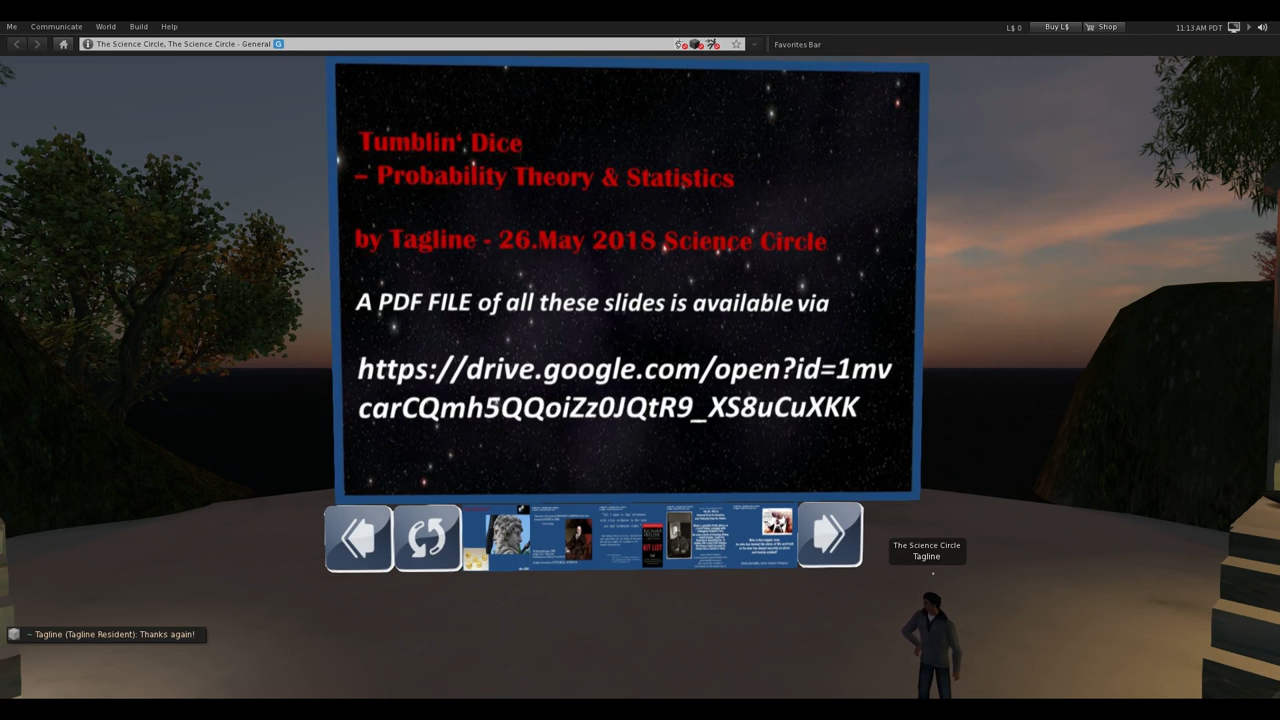 Me Communicate World Build Help
L$ 0 Buy L$ Shop 11:13 AM PDT
The Science Circle, The Science Circle - General G
Favorites Bar
Tumblin‘ Dice
– Probability Theory & Statistics
by Tagline - 26.May 2018 Science Circle
A PDF FILE of all these slides is available via
https://drive.google.com/open?id=1mv
carCQmh5QQoiZz0JQtR9_XS8uCuXKK
HIT LIST
The Science Circle
Tagline
~ Tagline (Tagline Resident): Thanks again!